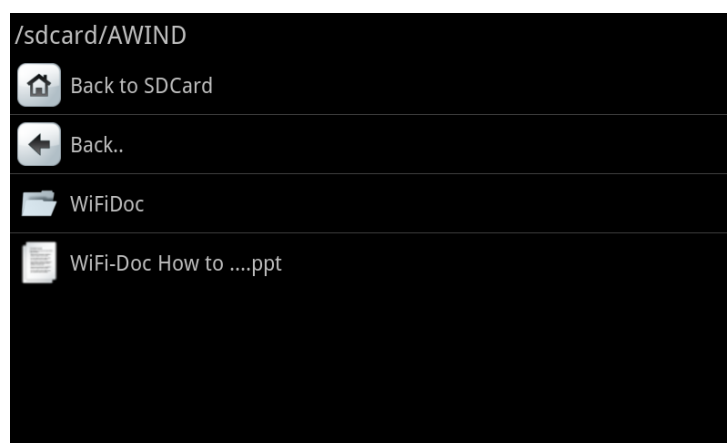 /sdcard/AWIND
Back to SDCard
Back..
WiFiDoc
WiFi-Doc How to ....ppt